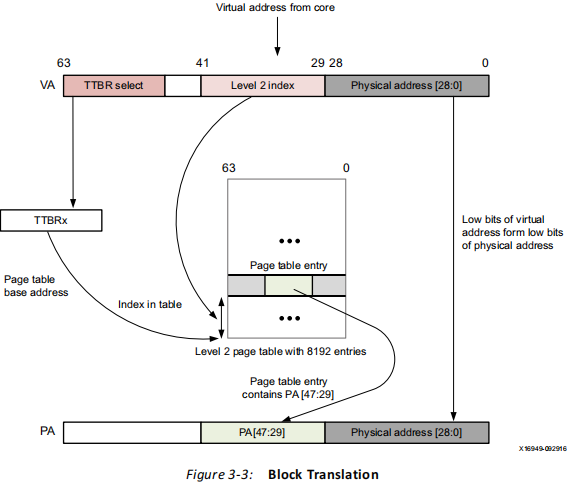 Virtual address from core
63 41 29 28 0
VA TTBR select Level 2 index Physical address [28:0]
63 0
TTBRx
•••
Low bits of virtual
address form low bits
of physical address
Page table entry
Page table
base address
Index in table
•••
Level 2 page table with 8192 entries
Page table entry
contains PA [47:29]
PA PA[47:29] Physical address [28:0]
X16949-092916
Figure 3-3: Block Translation